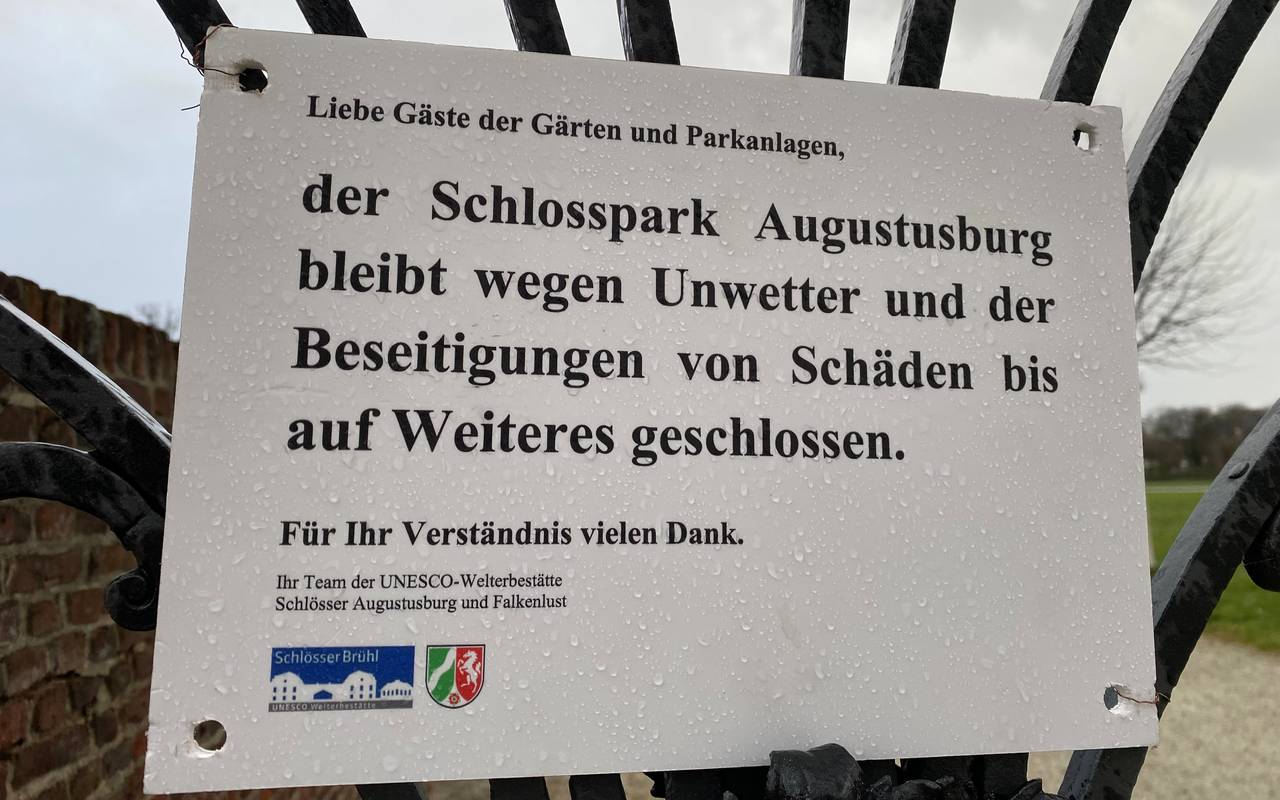 Liebe Gäste der Gärten und Parkanlagen,
der Schlosspark Augustusburg
bleibt wegen Unwetter und der
Beseitigungen von Schäden bis
auf Weiteres geschlossen.
Für Ihr Verständnis vielen Dank.
Ihr Team der UNESCO-Welterbestätte
Schlösser Augustusburg und Falkenlust
Schlösser Brühl
UNESCO Welterbestätte